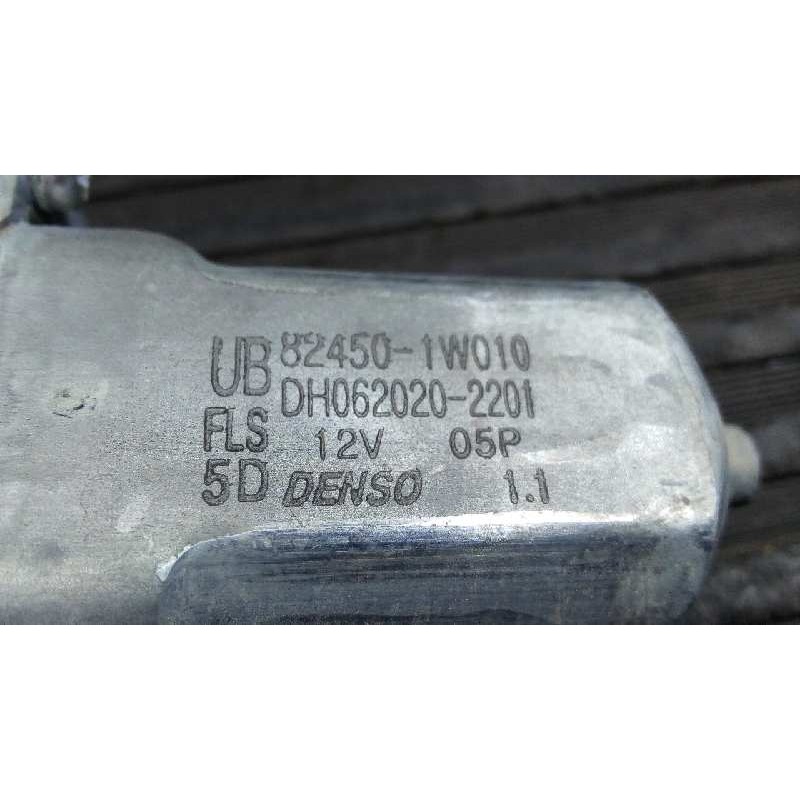 UB 82450-1W010
DH062020-2201
FLS 12V 05P
5D DENSO 1.1